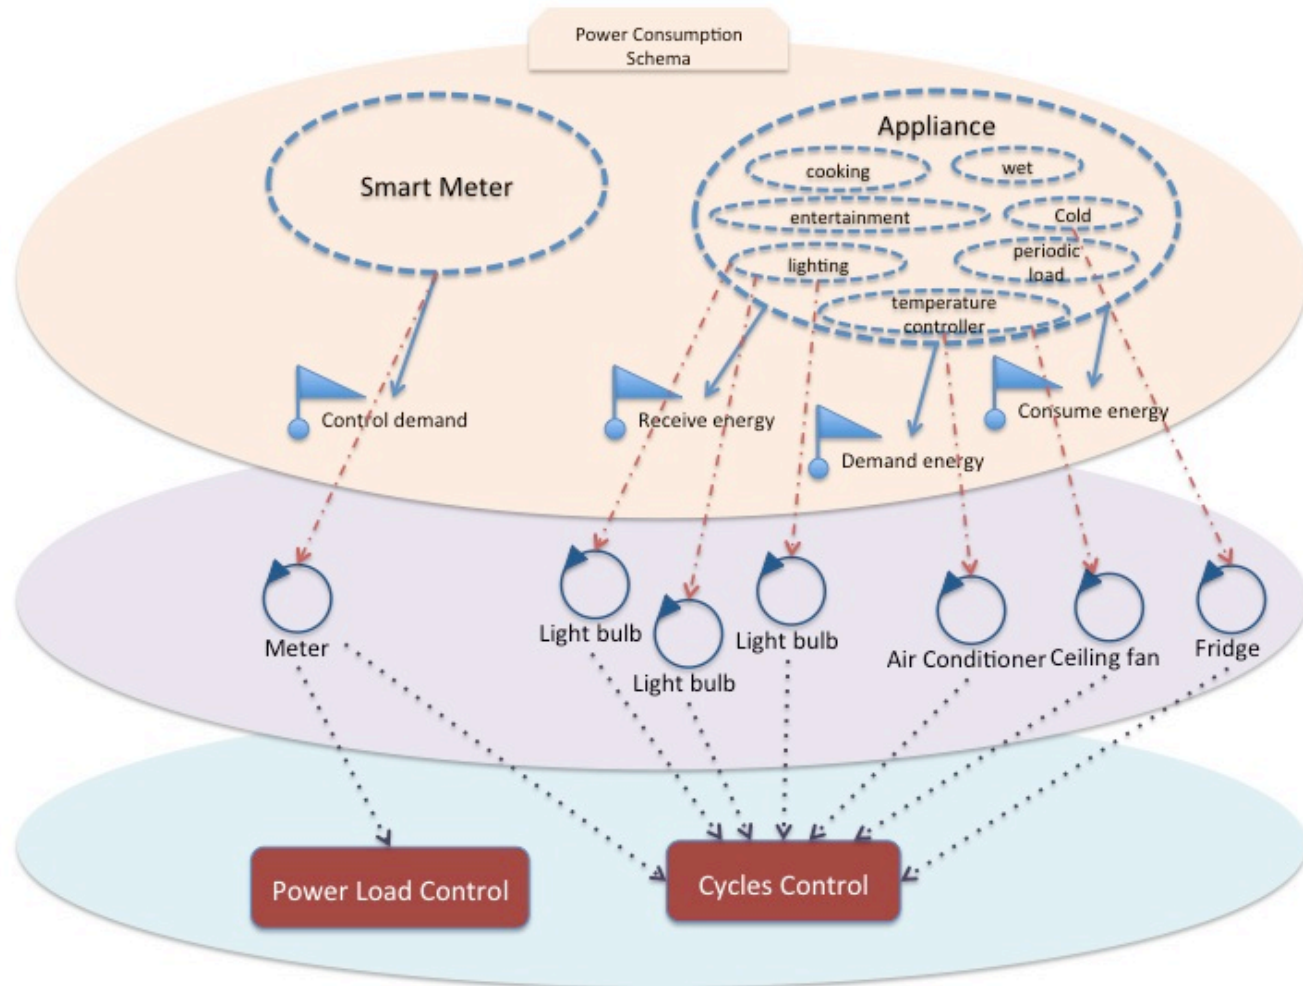 Power Consumption
Schema
Smart Meter
Appliance
cooking
wet
entertainment
Cold
lighting
periodic
load
temperature
controller
Control demand
Receive energy
Demand energy
Consume energy
Meter
Light bulb
Light bulb
Light bulb
Air Conditioner
Ceiling fan
Fridge
Power Load Control
Cycles Control